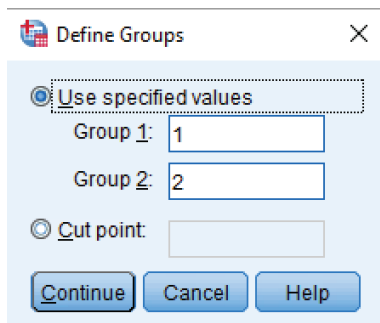 Define Groups
Use specified values
Group 1: 1
Group 2: 2
Cut point:
Continue Cancel Help